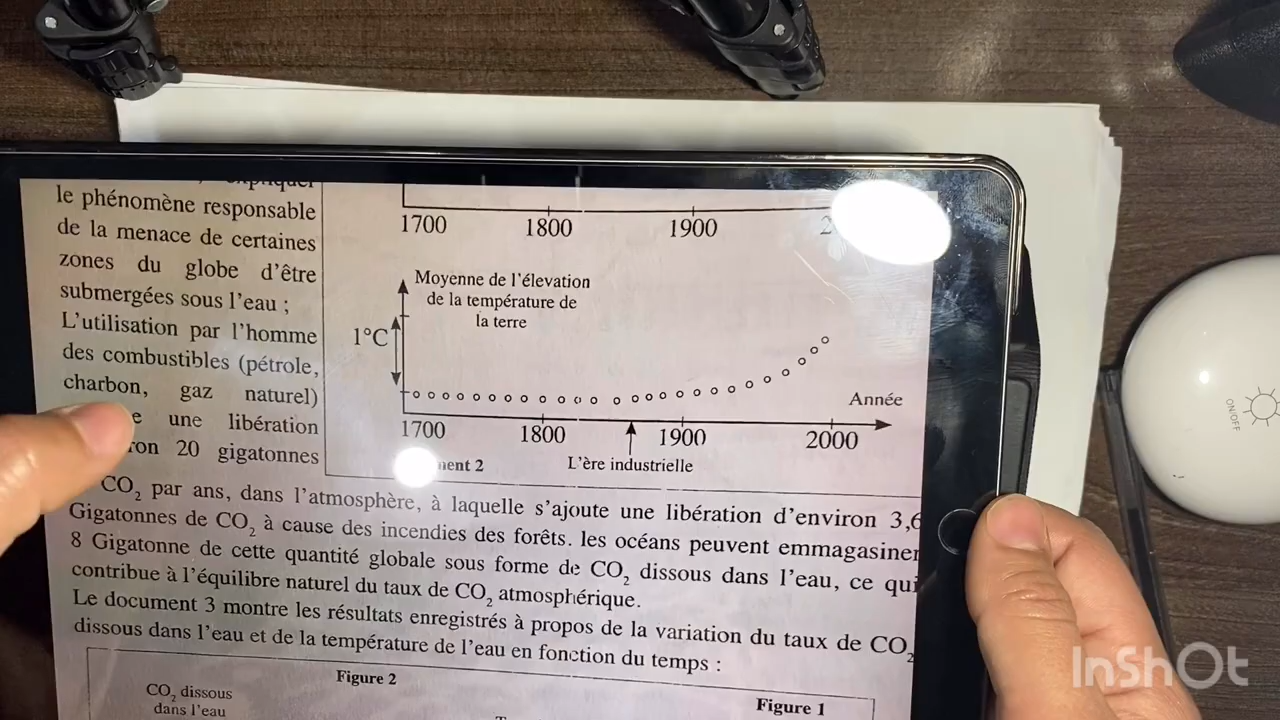 le phénomène responsable
de la menace de certaines
zones du globe d'être
submergées sous l'eau ;
L'utilisation par l'homme
des combustibles (pétrole,
charbon, gaz naturel)
une libération
20 gigatonnes
1700 1800 1900
Moyenne de l'élevation
de la température de
la terre
1°C
Année
1700 1800 1900 2000
L'ère industrielle
2
CO2 par ans, dans l'atmosphère, à laquelle s'ajoute une libération d'environ 3,6
Gigatonnes de CO2 à cause des incendies des forêts. les océans peuvent emmagasiner
8 Gigatonne de cette quantité globale sous forme de CO2 dissous dans l'eau, ce qui
contribue à l'équilibre naturel du taux de CO2 atmosphérique.
Le document 3 montre les résultats enregistrés à propos de la variation du taux de CO2
dissous dans l'eau et de la température de l'eau en fonction du temps :
Figure 2
Figure 1
CO2 dissous
dans l'eau
ON/OFF
InShOt